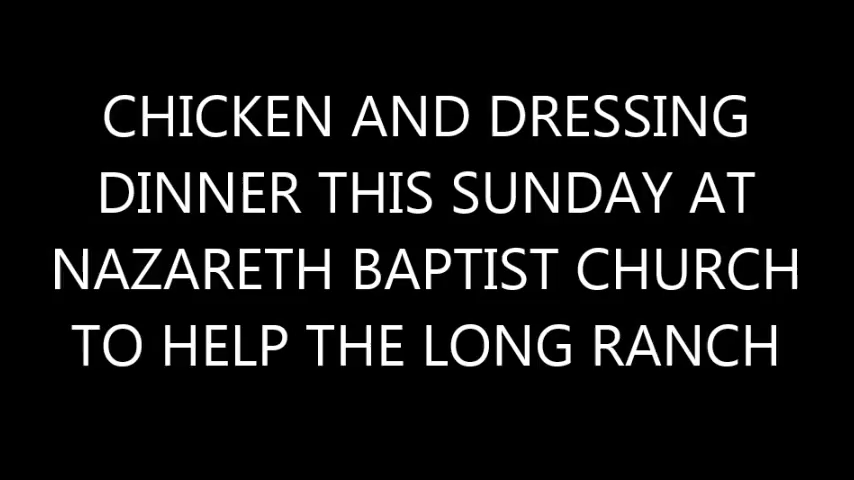 CHICKEN AND DRESSING
DINNER THIS SUNDAY AT
NAZARETH BAPTIST CHURCH
TO HELP THE LONG RANCH